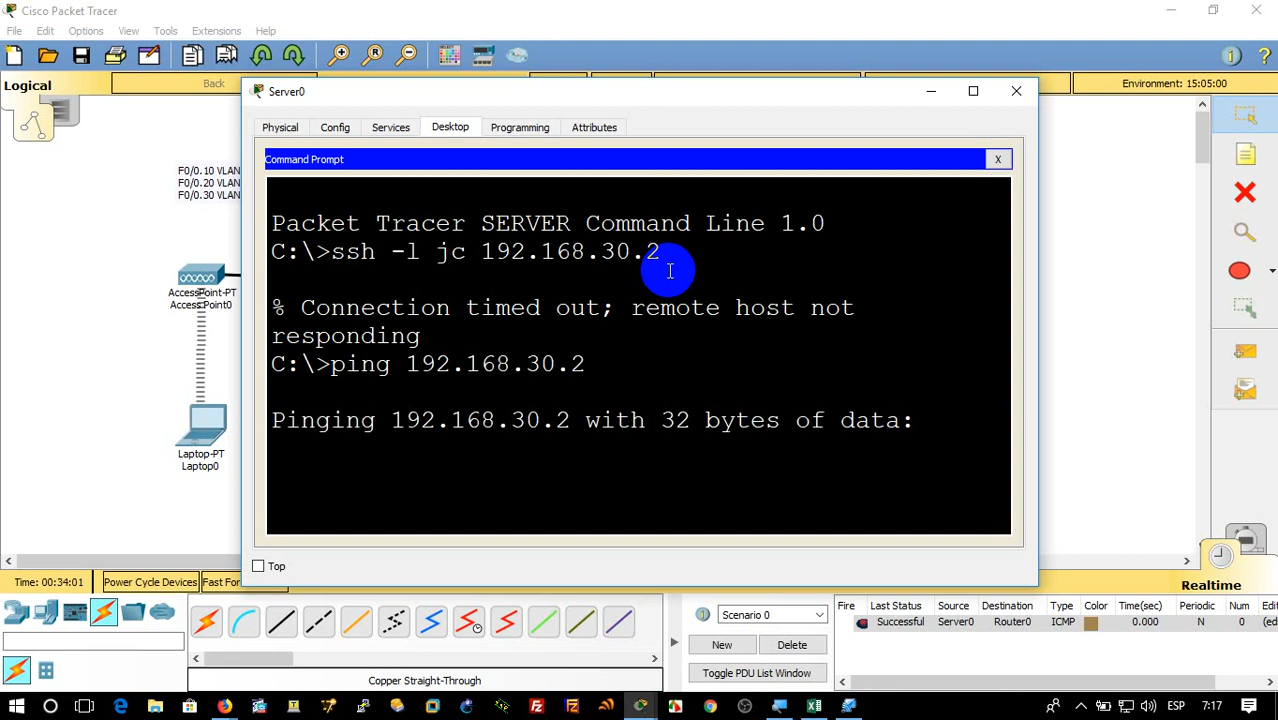 Cisco Packet Tracer
File Edit Options View Tools Extensions Help
Logical
Back
Environment: 15:05:00
Server0
Physical Config Services Desktop Programming Attributes
Command Prompt
X
Packet Tracer SERVER Command Line 1.0
C:\>ssh -l jc 192.168.30.2
% Connection timed out; remote host not
responding
C:\>ping 192.168.30.2
Pinging 192.168.30.2 with 32 bytes of data:
F0/0.10 VLAN
F0/0.20 VLAN
F0/0.30 VLAN
AccessPoint-PT
Access Point0
Laptop-PT
Laptop0
Top
Time: 00:34:01
Power Cycle Devices
Fast For
Realtime
Scenario 0
New
Delete
Toggle PDU List Window
Fire Last Status Source Destination Type Color Time(sec) Periodic Num Edit
Successful Server0 Router0 ICMP 0.000 N 0 (edi
Copper Straight-Through
ESP
7:17